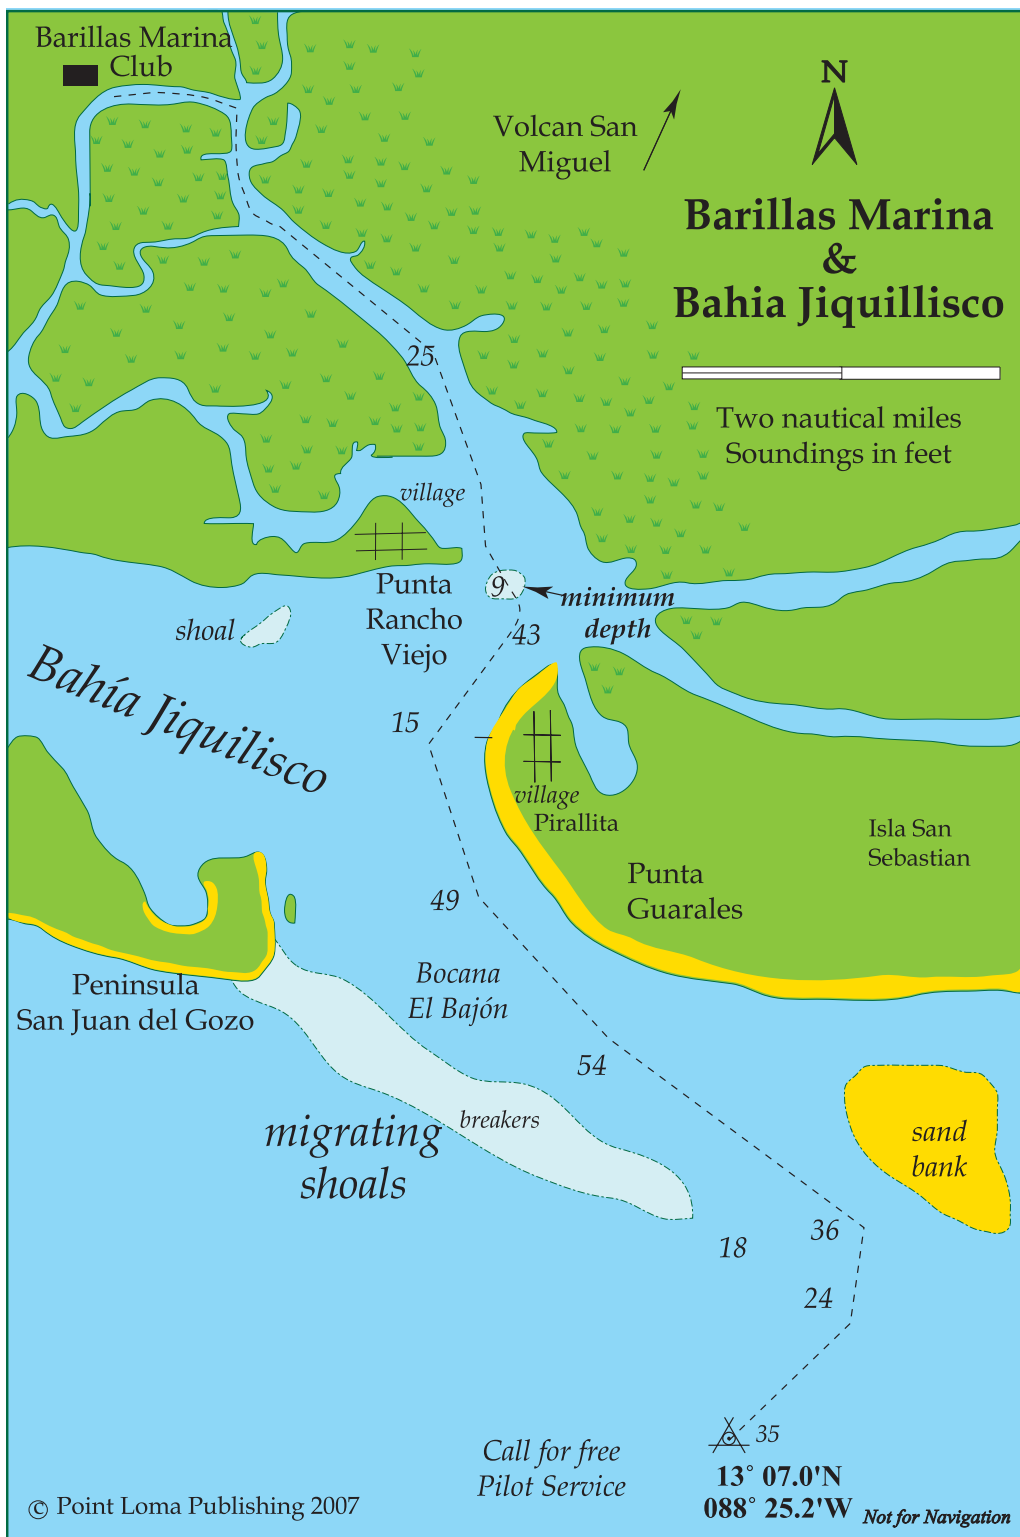 Barillas Marina
Club
Volcan San
Miguel
N
Barillas Marina
&
Bahia Jiquillisco
Two nautical miles
Soundings in feet
25
village
9
minimum
depth
Punta
Rancho
Viejo
43
shoal
Bahía Jiquilisco
15
village
Pirallita
Isla San
Sebastian
Punta
Guarales
49
Bocana
El Bajón
Peninsula
San Juan del Gozo
54
breakers
migrating
shoals
sand
bank
36
18
24
35
Call for free
Pilot Service
13° 07.0'N
088° 25.2'W
© Point Loma Publishing 2007
Not for Navigation